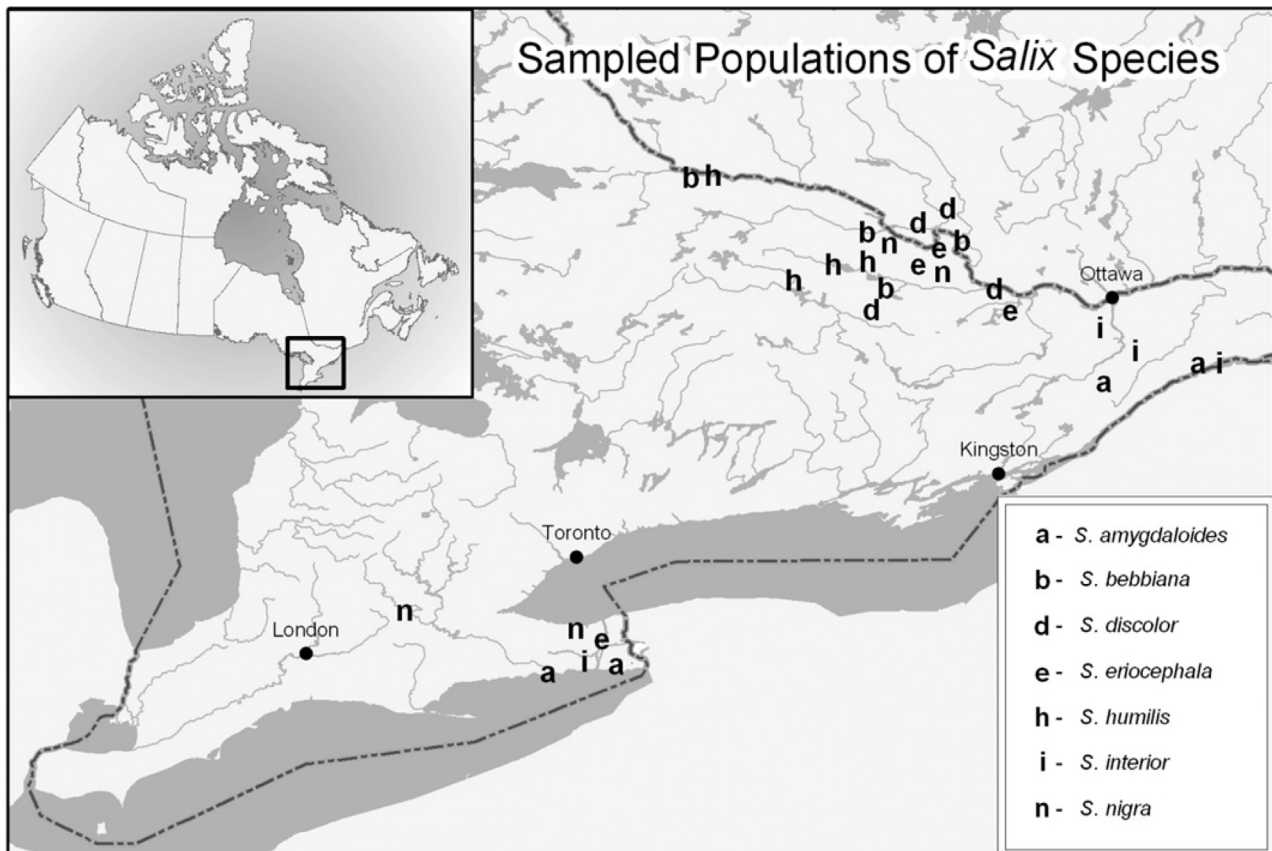 Sampled Populations of Salix Species
b h
d
b d
n e b
h h e n
h b d
d e
Ottawa
i
i
a i
a
Kingston
Toronto
n
London
n e
a i a
a - S. amygdaloides
b - S. bebbiana
d - S. discolor
e - S. eriocephala
h - S. humilis
i - S. interior
n - S. nigra